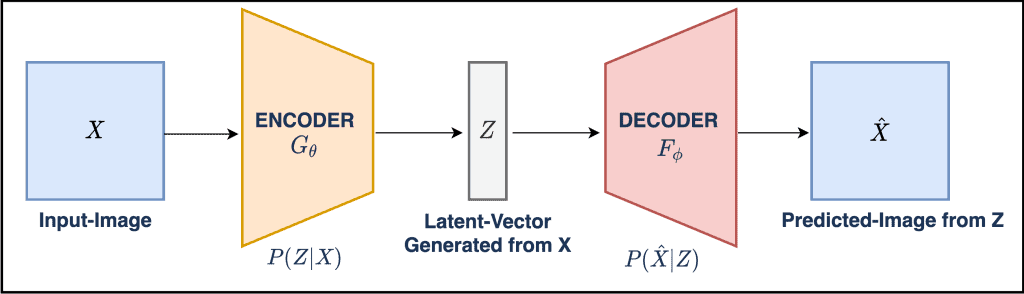 X
Input-Image
ENCODER
G_θ
P(Z|X)
Z
Latent-Vector
Generated from X
DECODER
F_ϕ
P(X̂|Z)
X̂
Predicted-Image from Z